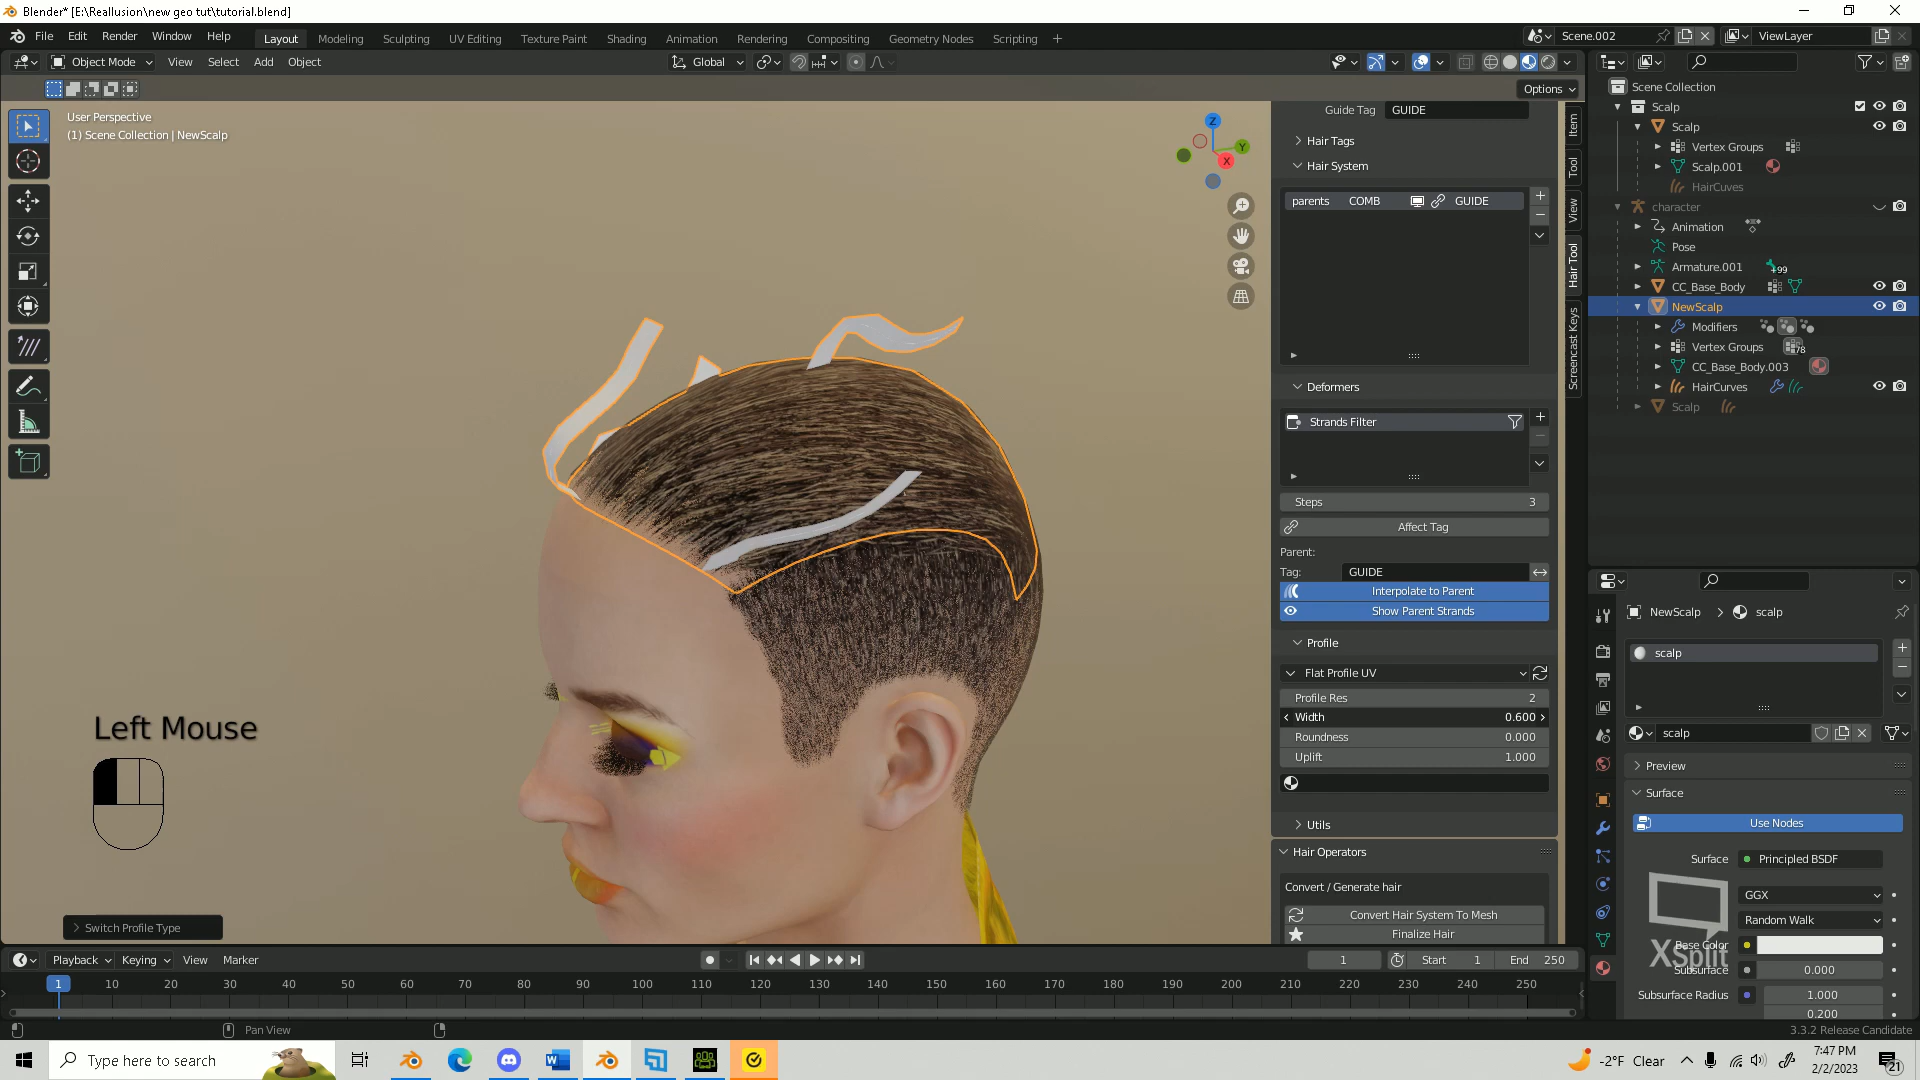 Blender* [E:\Reallusion\new geo tut\tutorial.blend]
File Edit Render Window Help Layout Modeling Sculpting UV Editing Texture Paint Shading Animation Rendering Compositing Geometry Nodes Scripting + Scene.002 ViewLayer
Object Mode View Select Add Object Global
Options
User Perspective
(1) Scene Collection | NewScalp
Z
Y
X
Guide Tag GUIDE
Hair Tags
Hair System
parents COMB GUIDE
Deformers
Strands Filter
Steps 3
Affect Tag
Parent:
Tag: GUIDE
Interpolate to Parent
Show Parent Strands
Profile
Flat Profile UV
Profile Res 2
Width 0.600
Roundness 0.000
Uplift 1.000
Utils
Hair Operators
Convert / Generate hair
Convert Hair System To Mesh
Finalize Hair
Item
Tool
View
Hair Tool
Screencast Keys
Scene Collection
Scalp
Scalp
Vertex Groups
Scalp.001
HairCuves
character
Animation
Pose
Armature.001 +99
CC_Base_Body
NewScalp
Modifiers
Vertex Groups 78
CC_Base_Body.003
HairCurves
Scalp
NewScalp > scalp
scalp
scalp
Preview
Surface
Use Nodes
Surface Principled BSDF
GGX
Random Walk
Base Color
Subsurface 0.000
Subsurface Radius 1.000
0.200
XSplit
Left Mouse
Switch Profile Type
Playback Keying View Marker 1 Start 1 End 250
1 10 20 30 40 50 60 70 80 90 100 110 120 130 140 150 160 170 180 190 200 210 220 230 240 250
Pan View
3.3.2 Release Candidate
Type here to search
-2°F Clear
7:47 PM
2/2/2023
21